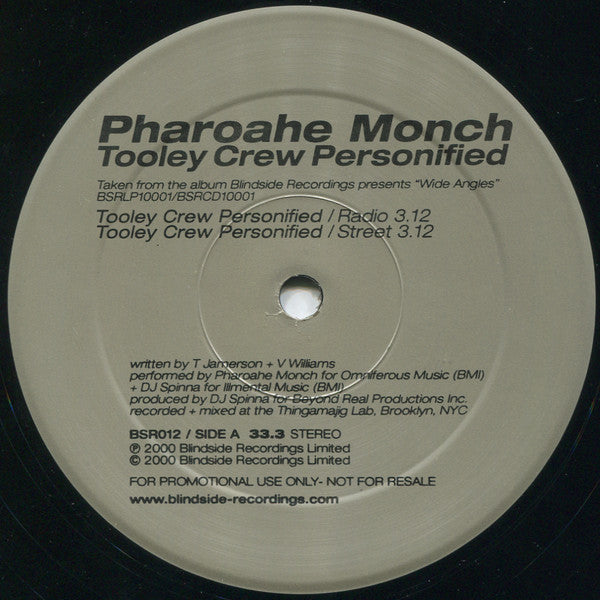 Pharoahe Monch
Tooley Crew Personified
Taken from the album Blindside Recordings presents "Wide Angles"
BSRLP10001/BSRCD10001
Tooley Crew Personified / Radio 3.12
Tooley Crew Personified / Street 3.12
written by T Jamerson + V Williams
performed by Pharoahe Monch for Omniferous Music (BMI)
+ DJ Spinna for Illmental Music (BMI)
produced by DJ Spinna for Beyond Real Productions Inc.
recorded + mixed at the Thingamajig Lab, Brooklyn, NYC
BSR012 / SIDE A 33.3 STEREO
℗ 2000 Blindside Recordings Limited
© 2000 Blindside Recordings Limited
FOR PROMOTIONAL USE ONLY- NOT FOR RESALE
www.blindside-recordings.com